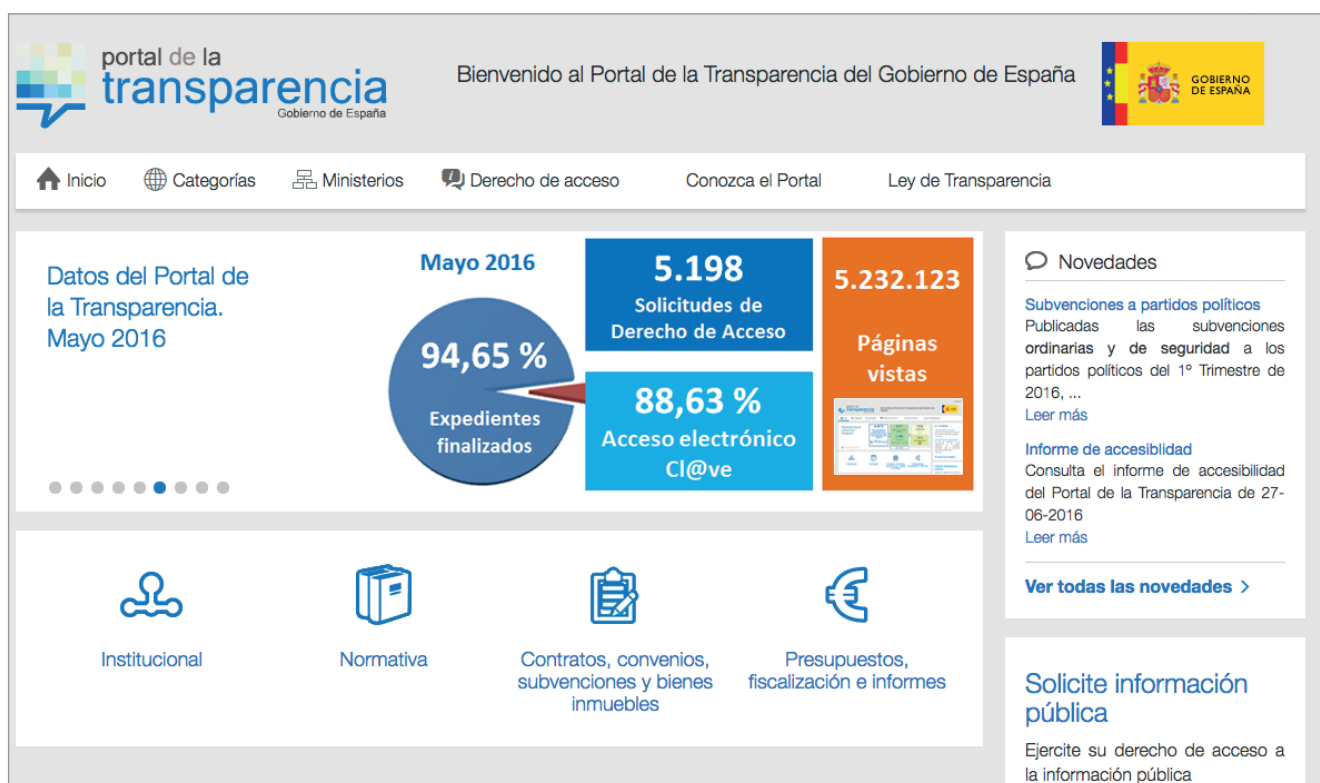 portal de la
transparencia
Gobierno de España
Bienvenido al Portal de la Transparencia del Gobierno de España
GOBIERNO
DE ESPAÑA
Inicio
Categorías
Ministerios
Derecho de acceso
Conozca el Portal
Ley de Transparencia
Datos del Portal de
la Transparencia.
Mayo 2016
Mayo 2016
94,65 %
Expedientes
finalizados
5.198
Solicitudes de
Derecho de Acceso
88,63 %
Acceso electrónico
Cl@ve
5.232.123
Páginas
vistas
Novedades
Subvenciones a partidos políticos
Publicadas las subvenciones
ordinarias y de seguridad a los
partidos políticos del 1º Trimestre de
2016, ...
Leer más
Informe de accesiblidad
Consulta el informe de accesibilidad
del Portal de la Transparencia de 27-
06-2016
Leer más
Ver todas las novedades >
Institucional
Normativa
Contratos, convenios,
subvenciones y bienes
inmuebles
Presupuestos,
fiscalización e informes
Solicite información
pública
Ejercite su derecho de acceso a
la información pública